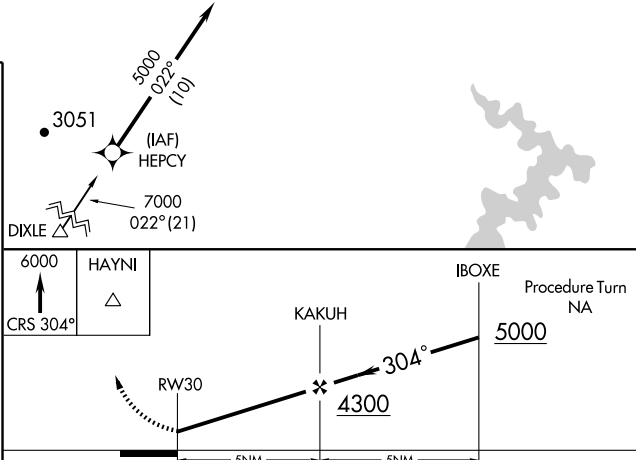 5000
022°
(10)
3051
(IAF)
HEPCY
7000
022°(21)
DIXLE
6000
CRS 304°
HAYNI
IBOXE
Procedure Turn
NA
KAKUH
5000
304°
RW30
4300
5NM
5NM